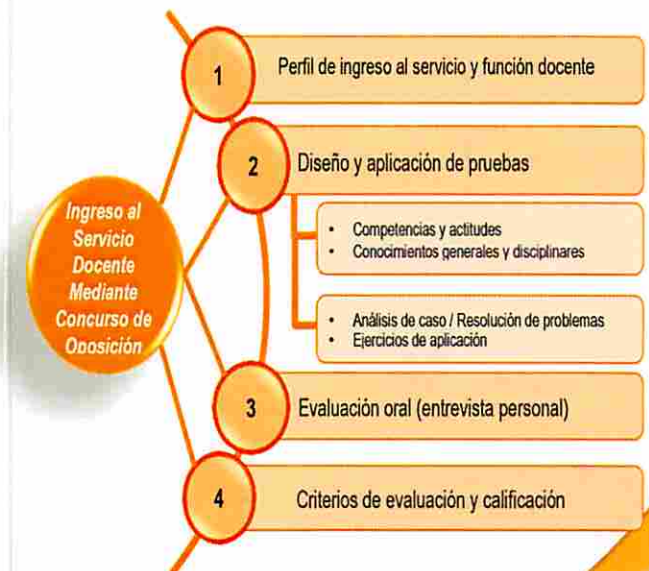 1
Perfil de ingreso al servicio y función docente
2
Diseño y aplicación de pruebas
Ingreso al
Servicio
Docente
Mediante
Concurso de
Oposición
• Competencias y actitudes
• Conocimientos generales y disciplinares
• Análisis de caso / Resolución de problemas
• Ejercicios de aplicación
3
Evaluación oral (entrevista personal)
4
Criterios de evaluación y calificación